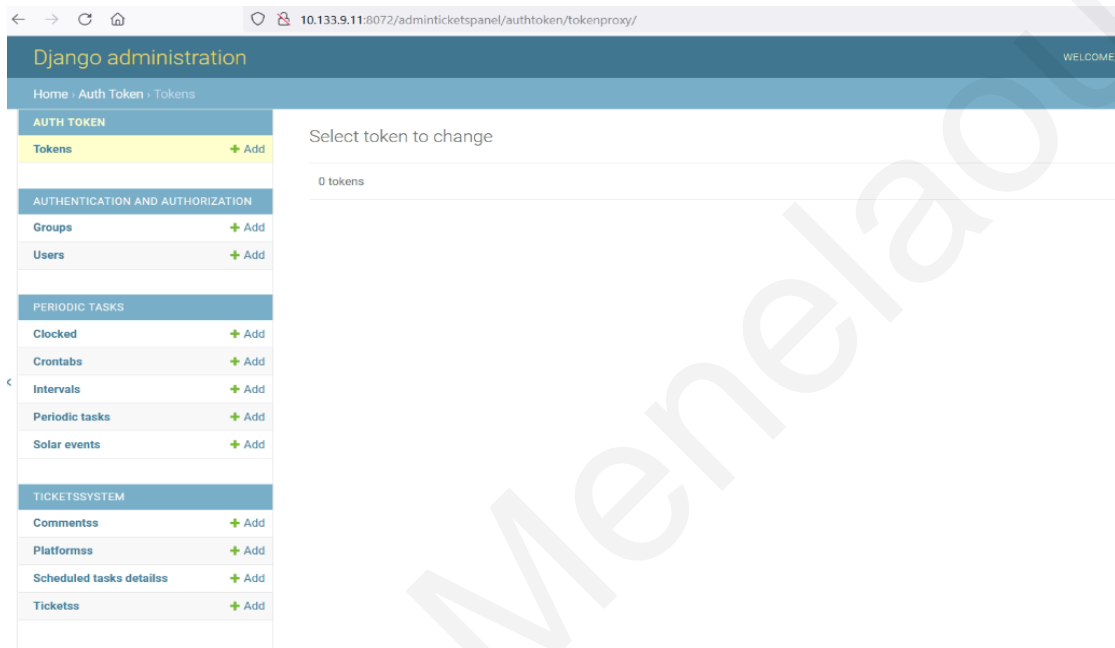 10.133.9.11:8072/adminticketspanel/authtoken/tokenproxy/
Django administration
WELCOME
Home › Auth Token › Tokens
AUTH TOKEN
Tokens + Add
AUTHENTICATION AND AUTHORIZATION
Groups + Add
Users + Add
PERIODIC TASKS
Clocked + Add
Crontabs + Add
Intervals + Add
Periodic tasks + Add
Solar events + Add
TICKETSSYSTEM
Commentss + Add
Platformss + Add
Scheduled tasks detailss + Add
Ticketss + Add
Select token to change
0 tokens
Menelaou